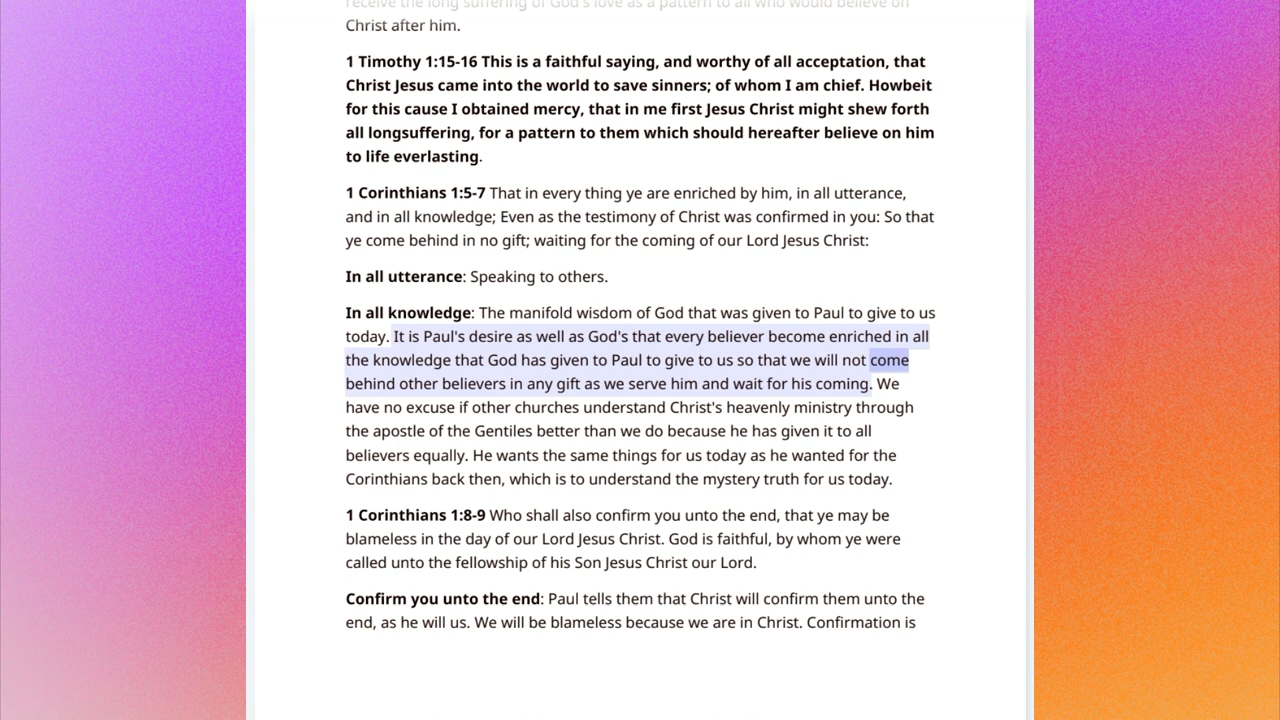 receive the long suffering of God's love as a pattern to all who would believe on
Christ after him.
1 Timothy 1:15-16 This is a faithful saying, and worthy of all acceptation, that
Christ Jesus came into the world to save sinners; of whom I am chief. Howbeit
for this cause I obtained mercy, that in me first Jesus Christ might shew forth
all longsuffering, for a pattern to them which should hereafter believe on him
to life everlasting.
1 Corinthians 1:5-7 That in every thing ye are enriched by him, in all utterance,
and in all knowledge; Even as the testimony of Christ was confirmed in you: So that
ye come behind in no gift; waiting for the coming of our Lord Jesus Christ:
In all utterance: Speaking to others.
In all knowledge: The manifold wisdom of God that was given to Paul to give to us
today. It is Paul's desire as well as God's that every believer become enriched in all
the knowledge that God has given to Paul to give to us so that we will not come
behind other believers in any gift as we serve him and wait for his coming. We
have no excuse if other churches understand Christ's heavenly ministry through
the apostle of the Gentiles better than we do because he has given it to all
believers equally. He wants the same things for us today as he wanted for the
Corinthians back then, which is to understand the mystery truth for us today.
1 Corinthians 1:8-9 Who shall also confirm you unto the end, that ye may be
blameless in the day of our Lord Jesus Christ. God is faithful, by whom ye were
called unto the fellowship of his Son Jesus Christ our Lord.
Confirm you unto the end: Paul tells them that Christ will confirm them unto the
end, as he will us. We will be blameless because we are in Christ. Confirmation is